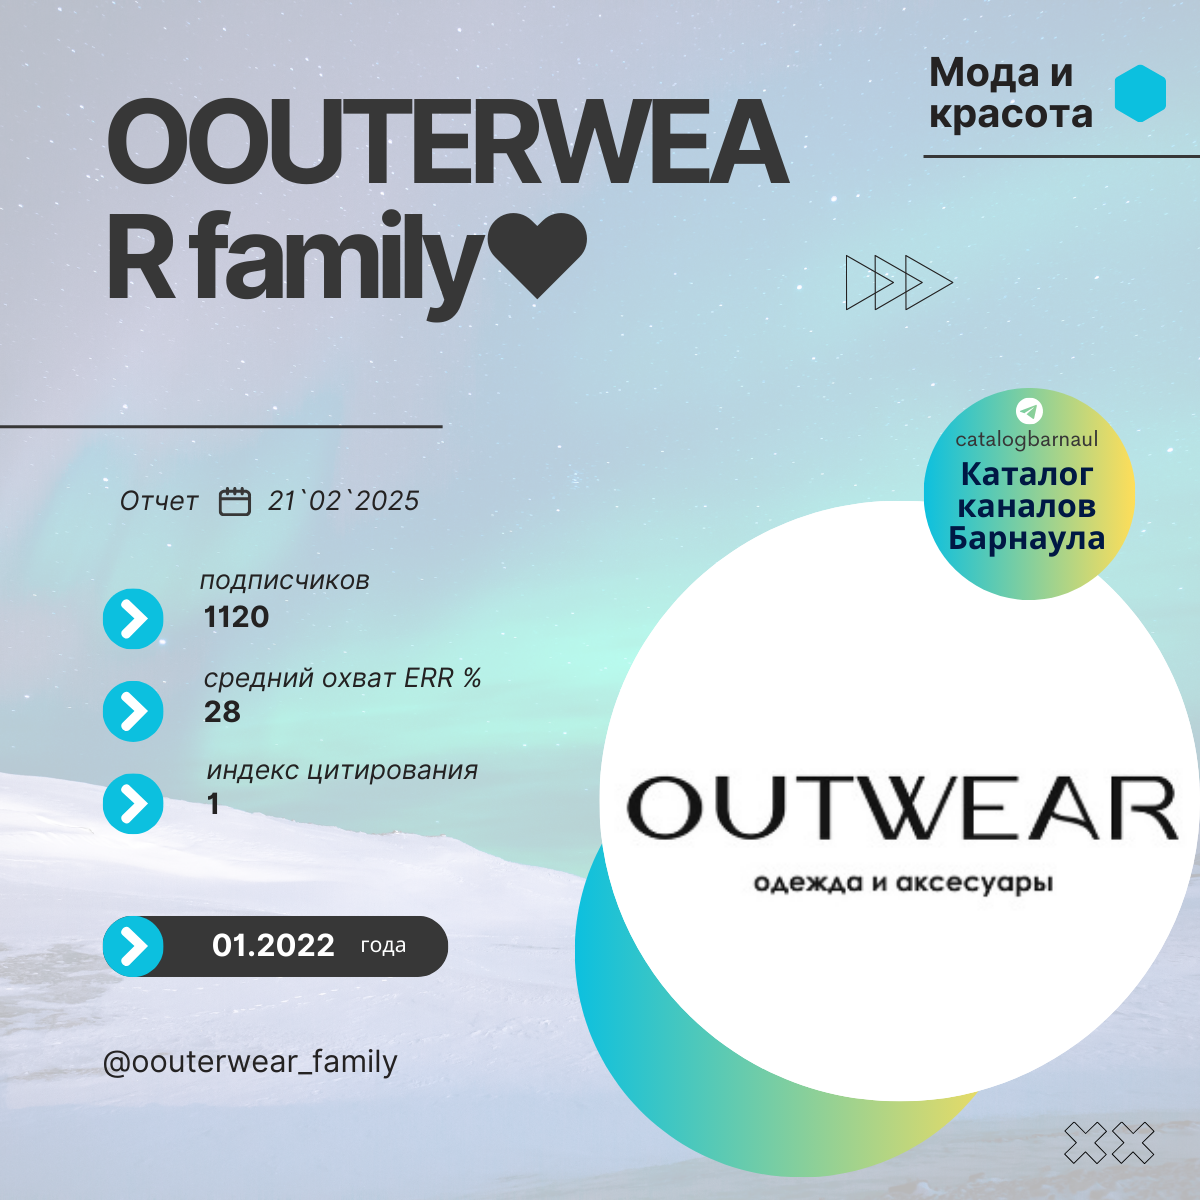 OOUTERWEA
R family♥
Мода и
красота
catalogbarnaul
Каталог
каналов
Барнаула
Отчет 21`02`2025
подписчиков
1120
средний охват ERR %
28
индекс цитирования
1
01.2022 года
@oouterwear_family
OUTWEAR
одежда и аксесуары